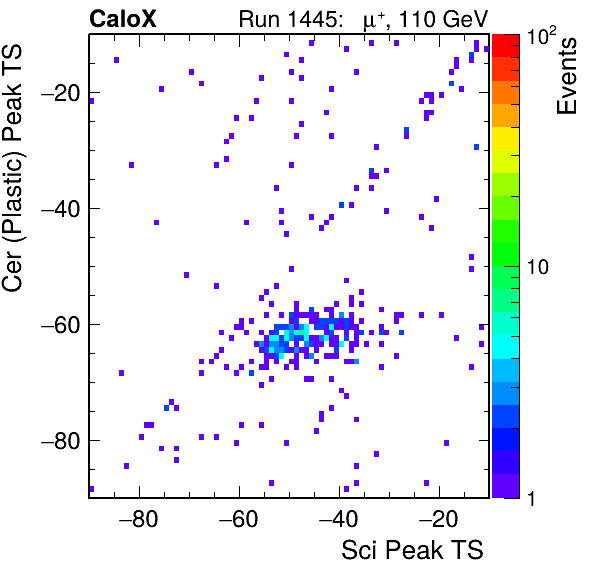 CaloX Run 1445: μ⁺, 110 GeV
Cer (Plastic) Peak TS
−20
−40
−60
−80
−80 −60 −40 −20
Sci Peak TS
10²
10
1
Events